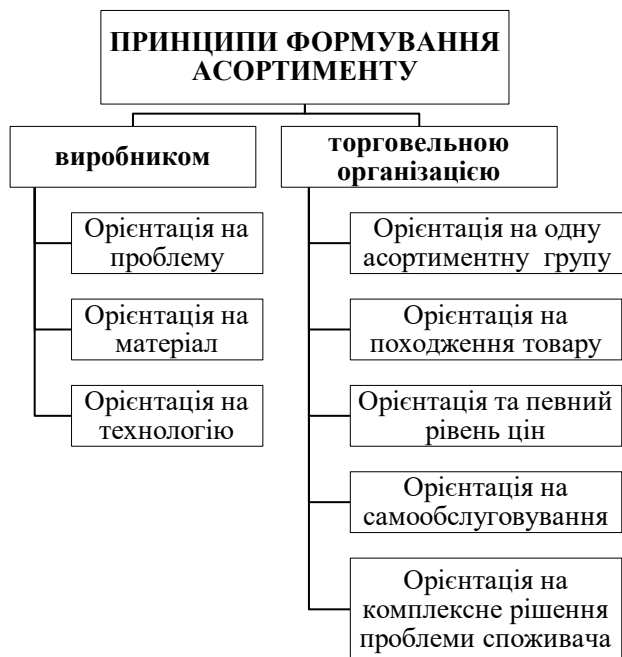 ПРИНЦИПИ ФОРМУВАННЯ
АСОРТИМЕНТУ
виробником
Орієнтація на
проблему
Орієнтація на
матеріал
Орієнтація на
технологію
торговельною
організацією
Орієнтація на одну
асортиментну групу
Орієнтація на
походження товару
Орієнтація та певний
рівень цін
Орієнтація на
самообслуговування
Орієнтація на
комплексне рішення
проблеми споживача